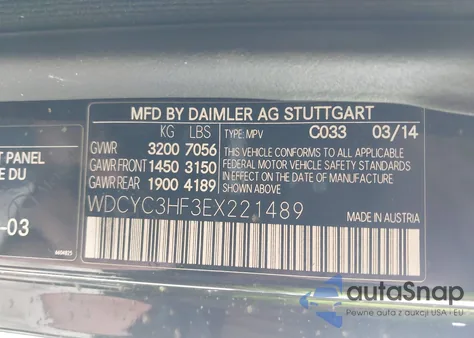 MFD BY DAIMLER AG STUTTGART
KG LBS TYPE: MPV C033 03/14
GVWR 3200 7056
GAWR FRONT 1450 3150
GAWR REAR 1900 4189
THIS VEHICLE CONFORMS TO ALL APPLICABLE
FEDERAL MOTOR VEHICLE SAFETY STANDARDS IN
EFFECT ON THE DATE OF MANUFACTURE SHOWN ABOVE.
WDCYC3HF3EX221489
MADE IN AUSTRIA
T PANEL
E DU
-03
autoSnap
Pewne auta z aukcji USA i EU